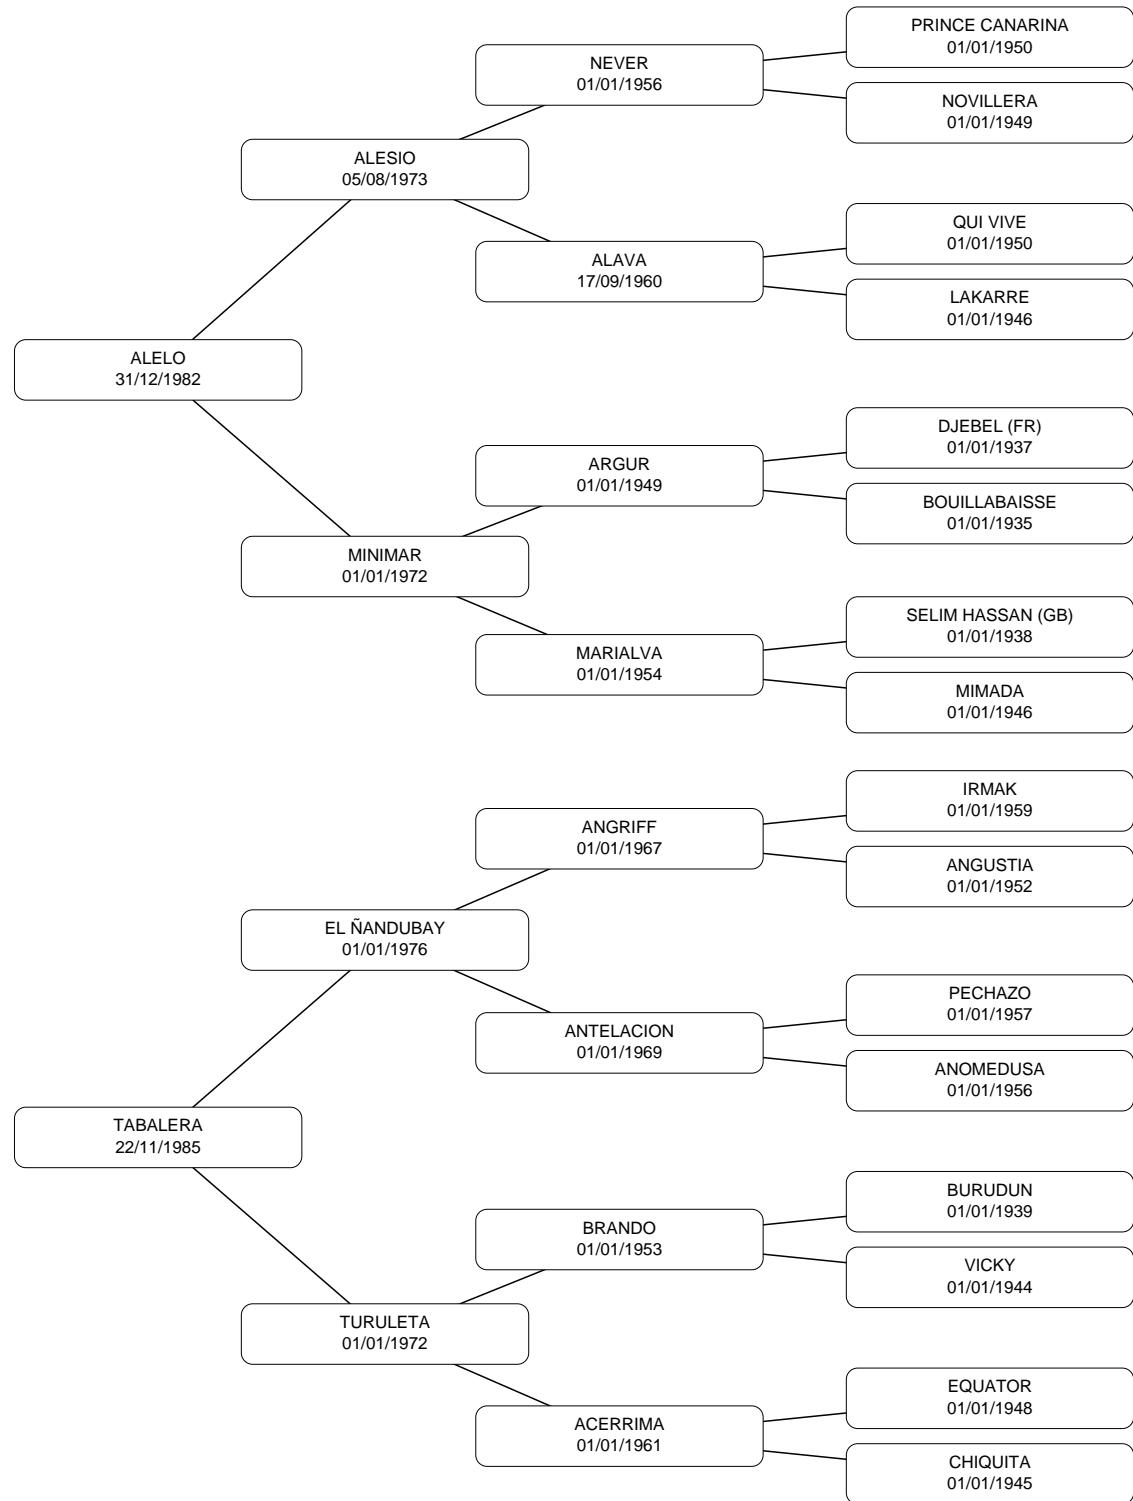 PRINCE CANARINA
01/01/1950
NEVER
01/01/1956
NOVILLERA
01/01/1949
ALESIO
05/08/1973
QUI VIVE
01/01/1950
ALAVA
17/09/1960
LAKARRE
01/01/1946
ALELO
31/12/1982
DJEBEL (FR)
01/01/1937
ARGUR
01/01/1949
BOUILLABAISSE
01/01/1935
MINIMAR
01/01/1972
SELIM HASSAN (GB)
01/01/1938
MARIALVA
01/01/1954
MIMADA
01/01/1946
IRMAK
01/01/1959
ANGRIFF
01/01/1967
ANGUSTIA
01/01/1952
EL ÑANDUBAY
01/01/1976
PECHAZO
01/01/1957
ANTELACION
01/01/1969
ANOMEDUSA
01/01/1956
TABALERA
22/11/1985
BURUDUN
01/01/1939
BRANDO
01/01/1953
VICKY
01/01/1944
TURULETA
01/01/1972
EQUATOR
01/01/1948
ACERRIMA
01/01/1961
CHIQUITA
01/01/1945